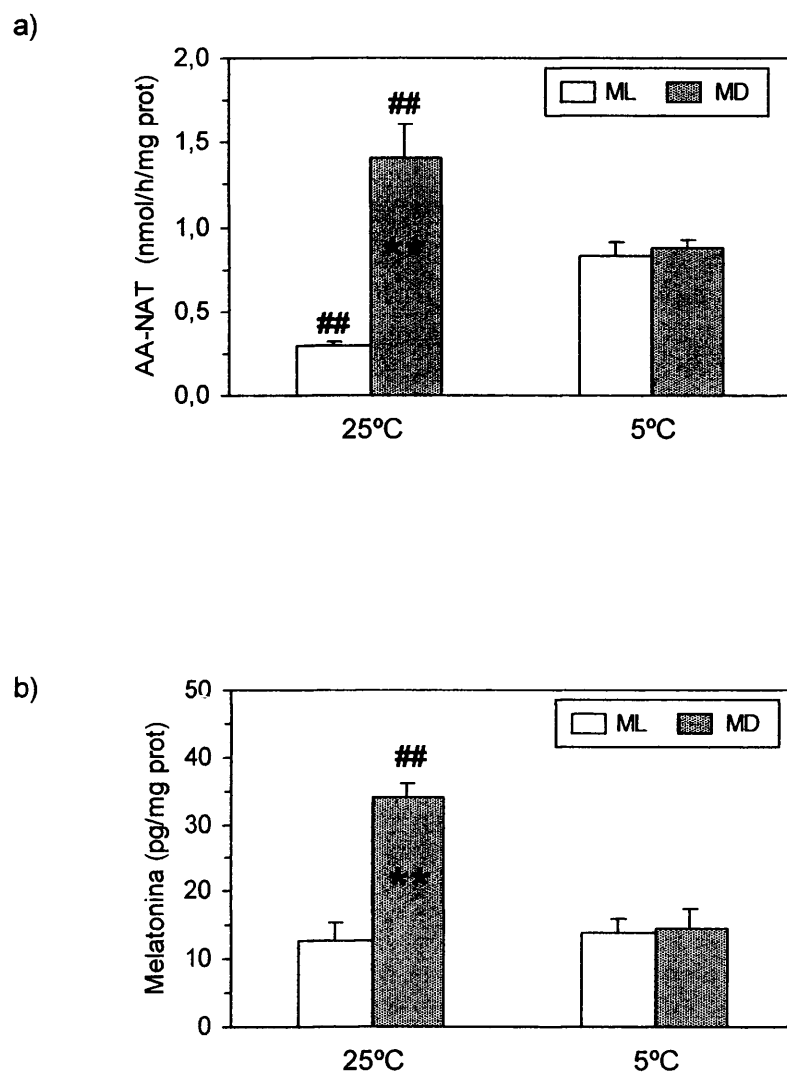 a)
AA-NAT (nmol/h/mg prot)
2,0
1,5
1,0
0,5
0,0
ML MD
##
##
**
25ºC 5ºC
b)
Melatonina (pg/mg prot)
50
40
30
20
10
0
ML MD
##
**
25ºC 5ºC